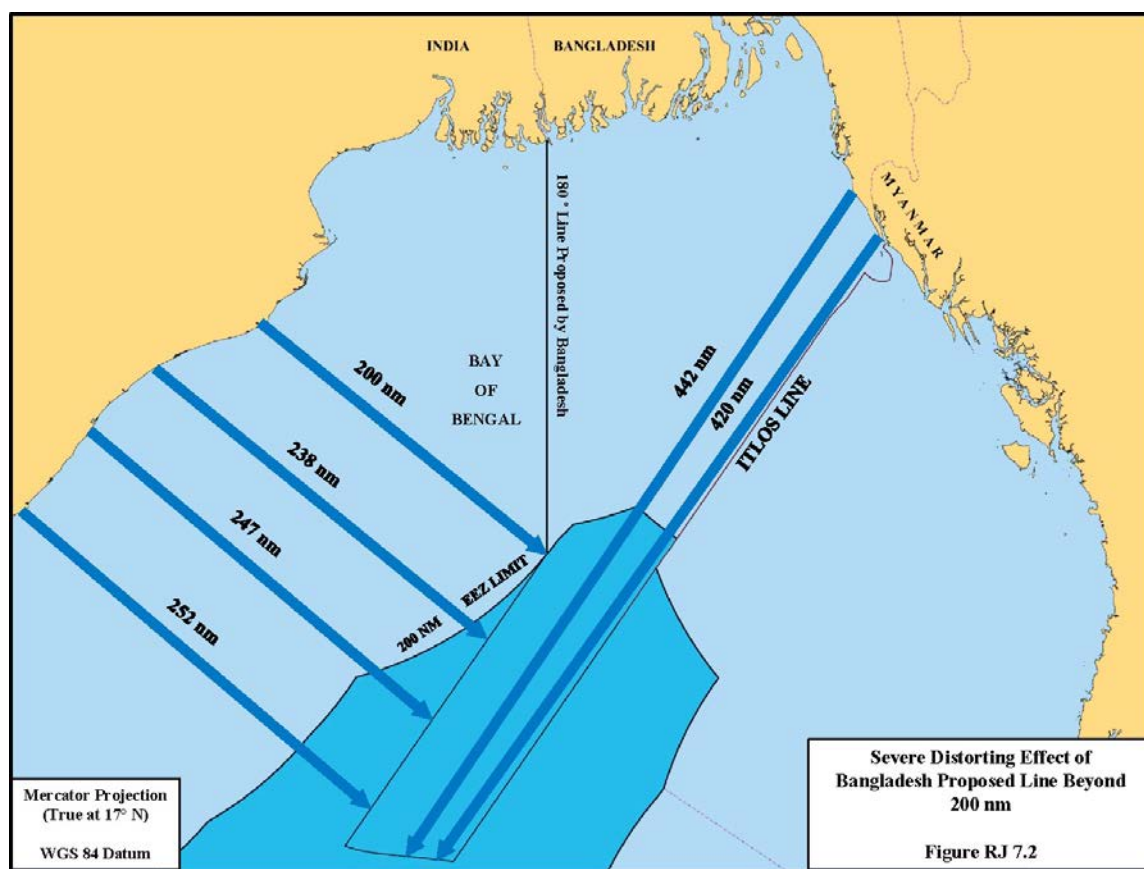 INDIA
BANGLADESH
180° Line Proposed by Bangladesh
MYANMAR
BAY
OF
BENGAL
200 nm
238 nm
247 nm
252 nm
442 nm
420 nm
ITLOS LINE
200 NM EEZ LIMIT
Mercator Projection
(True at 17° N)
WGS 84 Datum
Severe Distorting Effect of
Bangladesh Proposed Line Beyond
200 nm
Figure RJ 7.2